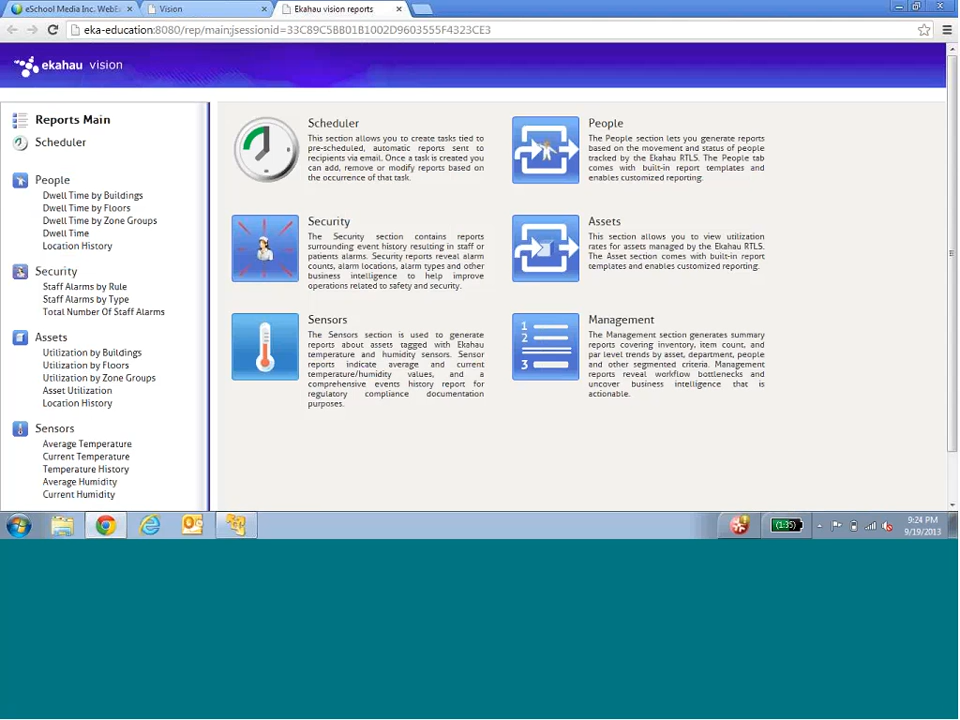 eSchool Media Inc. WebEx
Vision
Ekahau vision reports
eka-education:8080/rep/main;jsessionid=33C89C5BB01B1002D9603555F4323CE3
ekahau vision
Reports Main
Scheduler
People
Dwell Time by Buildings
Dwell Time by Floors
Dwell Time by Zone Groups
Dwell Time
Location History
Security
Staff Alarms by Rule
Staff Alarms by Type
Total Number Of Staff Alarms
Assets
Utilization by Buildings
Utilization by Floors
Utilization by Zone Groups
Asset Utilization
Location History
Sensors
Average Temperature
Current Temperature
Temperature History
Average Humidity
Current Humidity
Scheduler
This section allows you to create tasks tied to
pre-scheduled, automatic reports sent to
recipients via email. Once a task is created you
can add, remove or modify reports based on
the occurrence of that task.
People
The People section lets you generate reports
based on the movement and status of people
tracked by the Ekahau RTLS. The People tab
comes with built-in report templates and
enables customized reporting.
Security
The Security section contains reports
surrounding event history resulting in staff or
patients alarms. Security reports reveal alarm
counts, alarm locations, alarm types and other
business intelligence to help improve
operations related to safety and security.
Assets
This section allows you to view utilization
rates for assets managed by the Ekahau RTLS.
The Asset section comes with built-in report
templates and enables customized reporting.
Sensors
The Sensors section is used to generate
reports about assets tagged with Ekahau
temperature and humidity sensors. Sensor
reports indicate average and current
temperature/humidity values, and a
comprehensive events history report for
regulatory compliance documentation
purposes.
1
2
3
Management
The Management section generates summary
reports covering inventory, item count, and
par level trends by asset, department, people
and other segmented criteria. Management
reports reveal workflow bottlenecks and
uncover business intelligence that is
actionable.
(1:35)
9:24 PM
9/19/2013